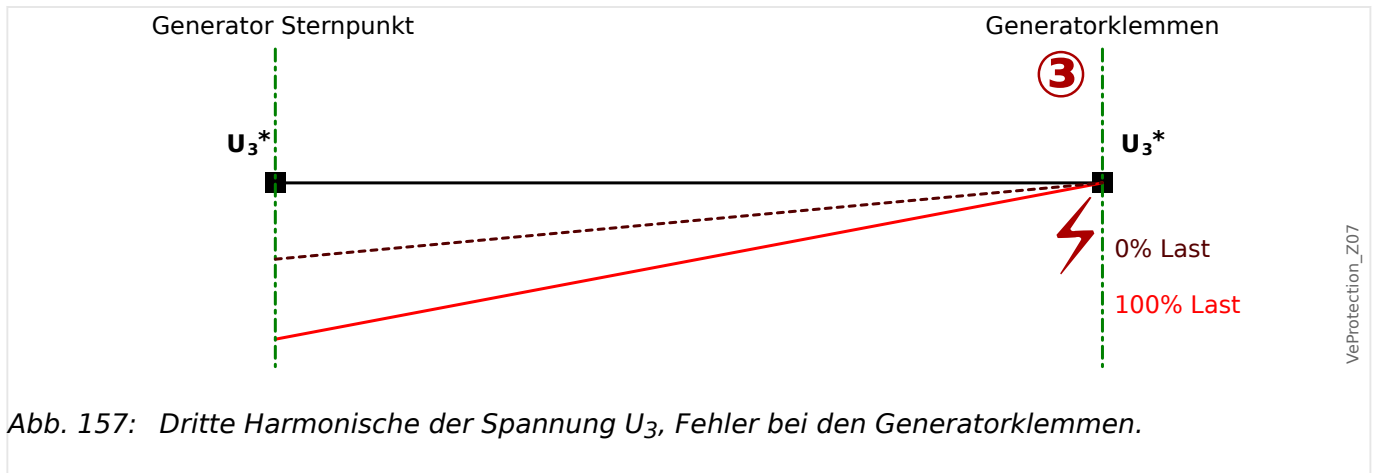 Generator Sternpunkt
Generatorklemmen
③
U₃*
U₃*
0% Last
100% Last
VeProtection_Z07
Abb. 157: Dritte Harmonische der Spannung U₃, Fehler bei den Generatorklemmen.